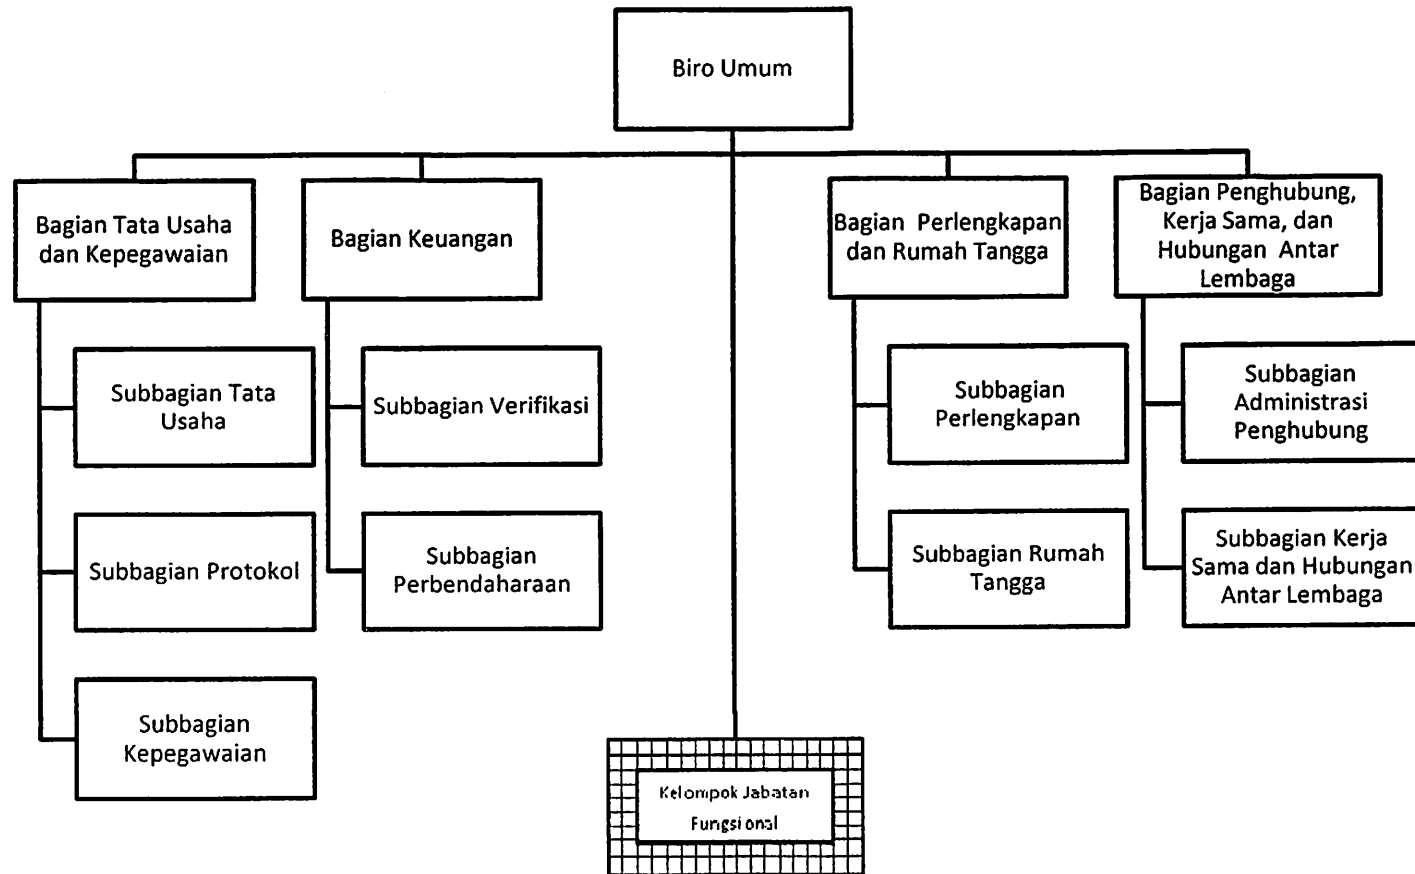 Biro Umum
Bagian Tata Usaha
dan Kepegawaian
Bagian Keuangan
Bagian Perlengkapan
dan Rumah Tangga
Bagian Penghubung,
Kerja Sama, dan
Hubungan Antar
Lembaga
Subbagian Tata
Usaha
Subbagian Verifikasi
Subbagian
Perlengkapan
Subbagian
Administrasi
Penghubung
Subbagian Protokol
Subbagian
Perbendaharaan
Subbagian Rumah
Tangga
Subbagian Kerja
Sama dan Hubungan
Antar Lembaga
Subbagian
Kepegawaian
Kelompok Jabatan
Fungsional